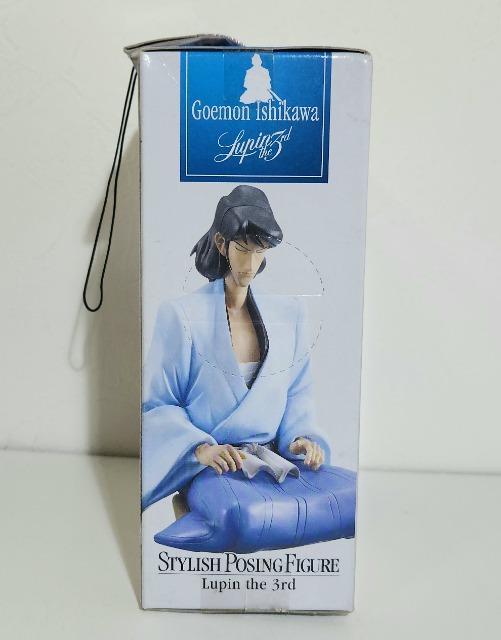 Goemon Ishikawa
Lupin the 3rd
STYLISH POSING FIGURE
Lupin the 3rd